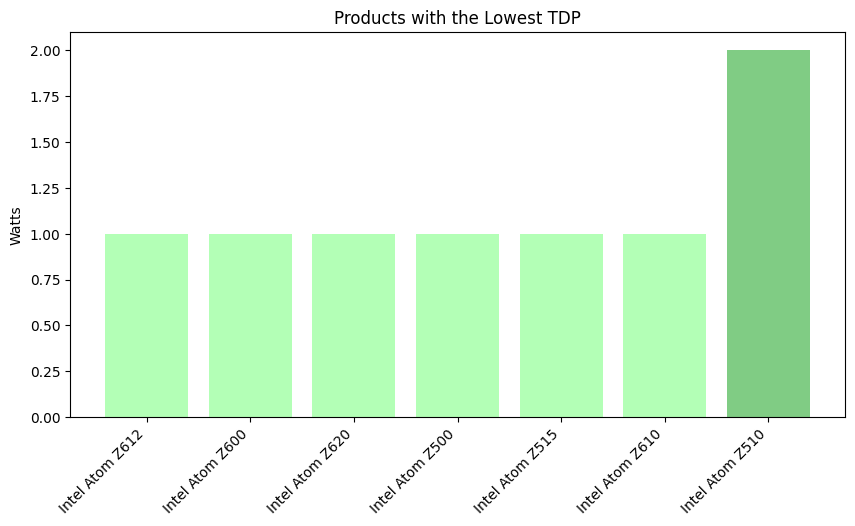 Products with the Lowest TDP
Watts
2.00
1.75
1.50
1.25
1.00
0.75
0.50
0.25
0.00
Intel Atom Z612
Intel Atom Z600
Intel Atom Z620
Intel Atom Z500
Intel Atom Z515
Intel Atom Z610
Intel Atom Z510